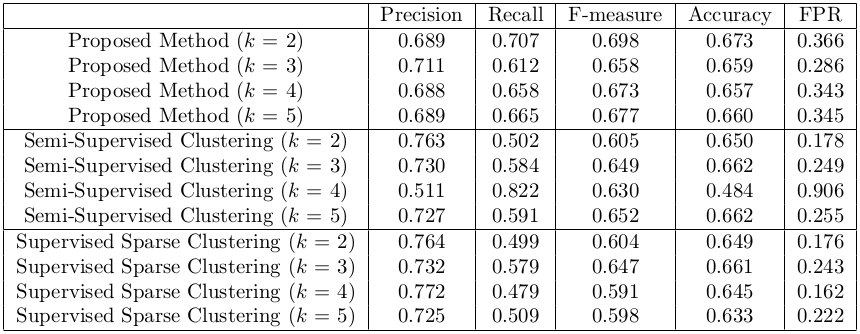 Precision Recall F-measure Accuracy FPR
Proposed Method (k = 2) 0.689 0.707 0.698 0.673 0.366
Proposed Method (k = 3) 0.711 0.612 0.658 0.659 0.286
Proposed Method (k = 4) 0.688 0.658 0.673 0.657 0.343
Proposed Method (k = 5) 0.689 0.665 0.677 0.660 0.345
Semi-Supervised Clustering (k = 2) 0.763 0.502 0.605 0.650 0.178
Semi-Supervised Clustering (k = 3) 0.730 0.584 0.649 0.662 0.249
Semi-Supervised Clustering (k = 4) 0.511 0.822 0.630 0.484 0.906
Semi-Supervised Clustering (k = 5) 0.727 0.591 0.652 0.662 0.255
Supervised Sparse Clustering (k = 2) 0.764 0.499 0.604 0.649 0.176
Supervised Sparse Clustering (k = 3) 0.732 0.579 0.647 0.661 0.243
Supervised Sparse Clustering (k = 4) 0.772 0.479 0.591 0.645 0.162
Supervised Sparse Clustering (k = 5) 0.725 0.509 0.598 0.633 0.222